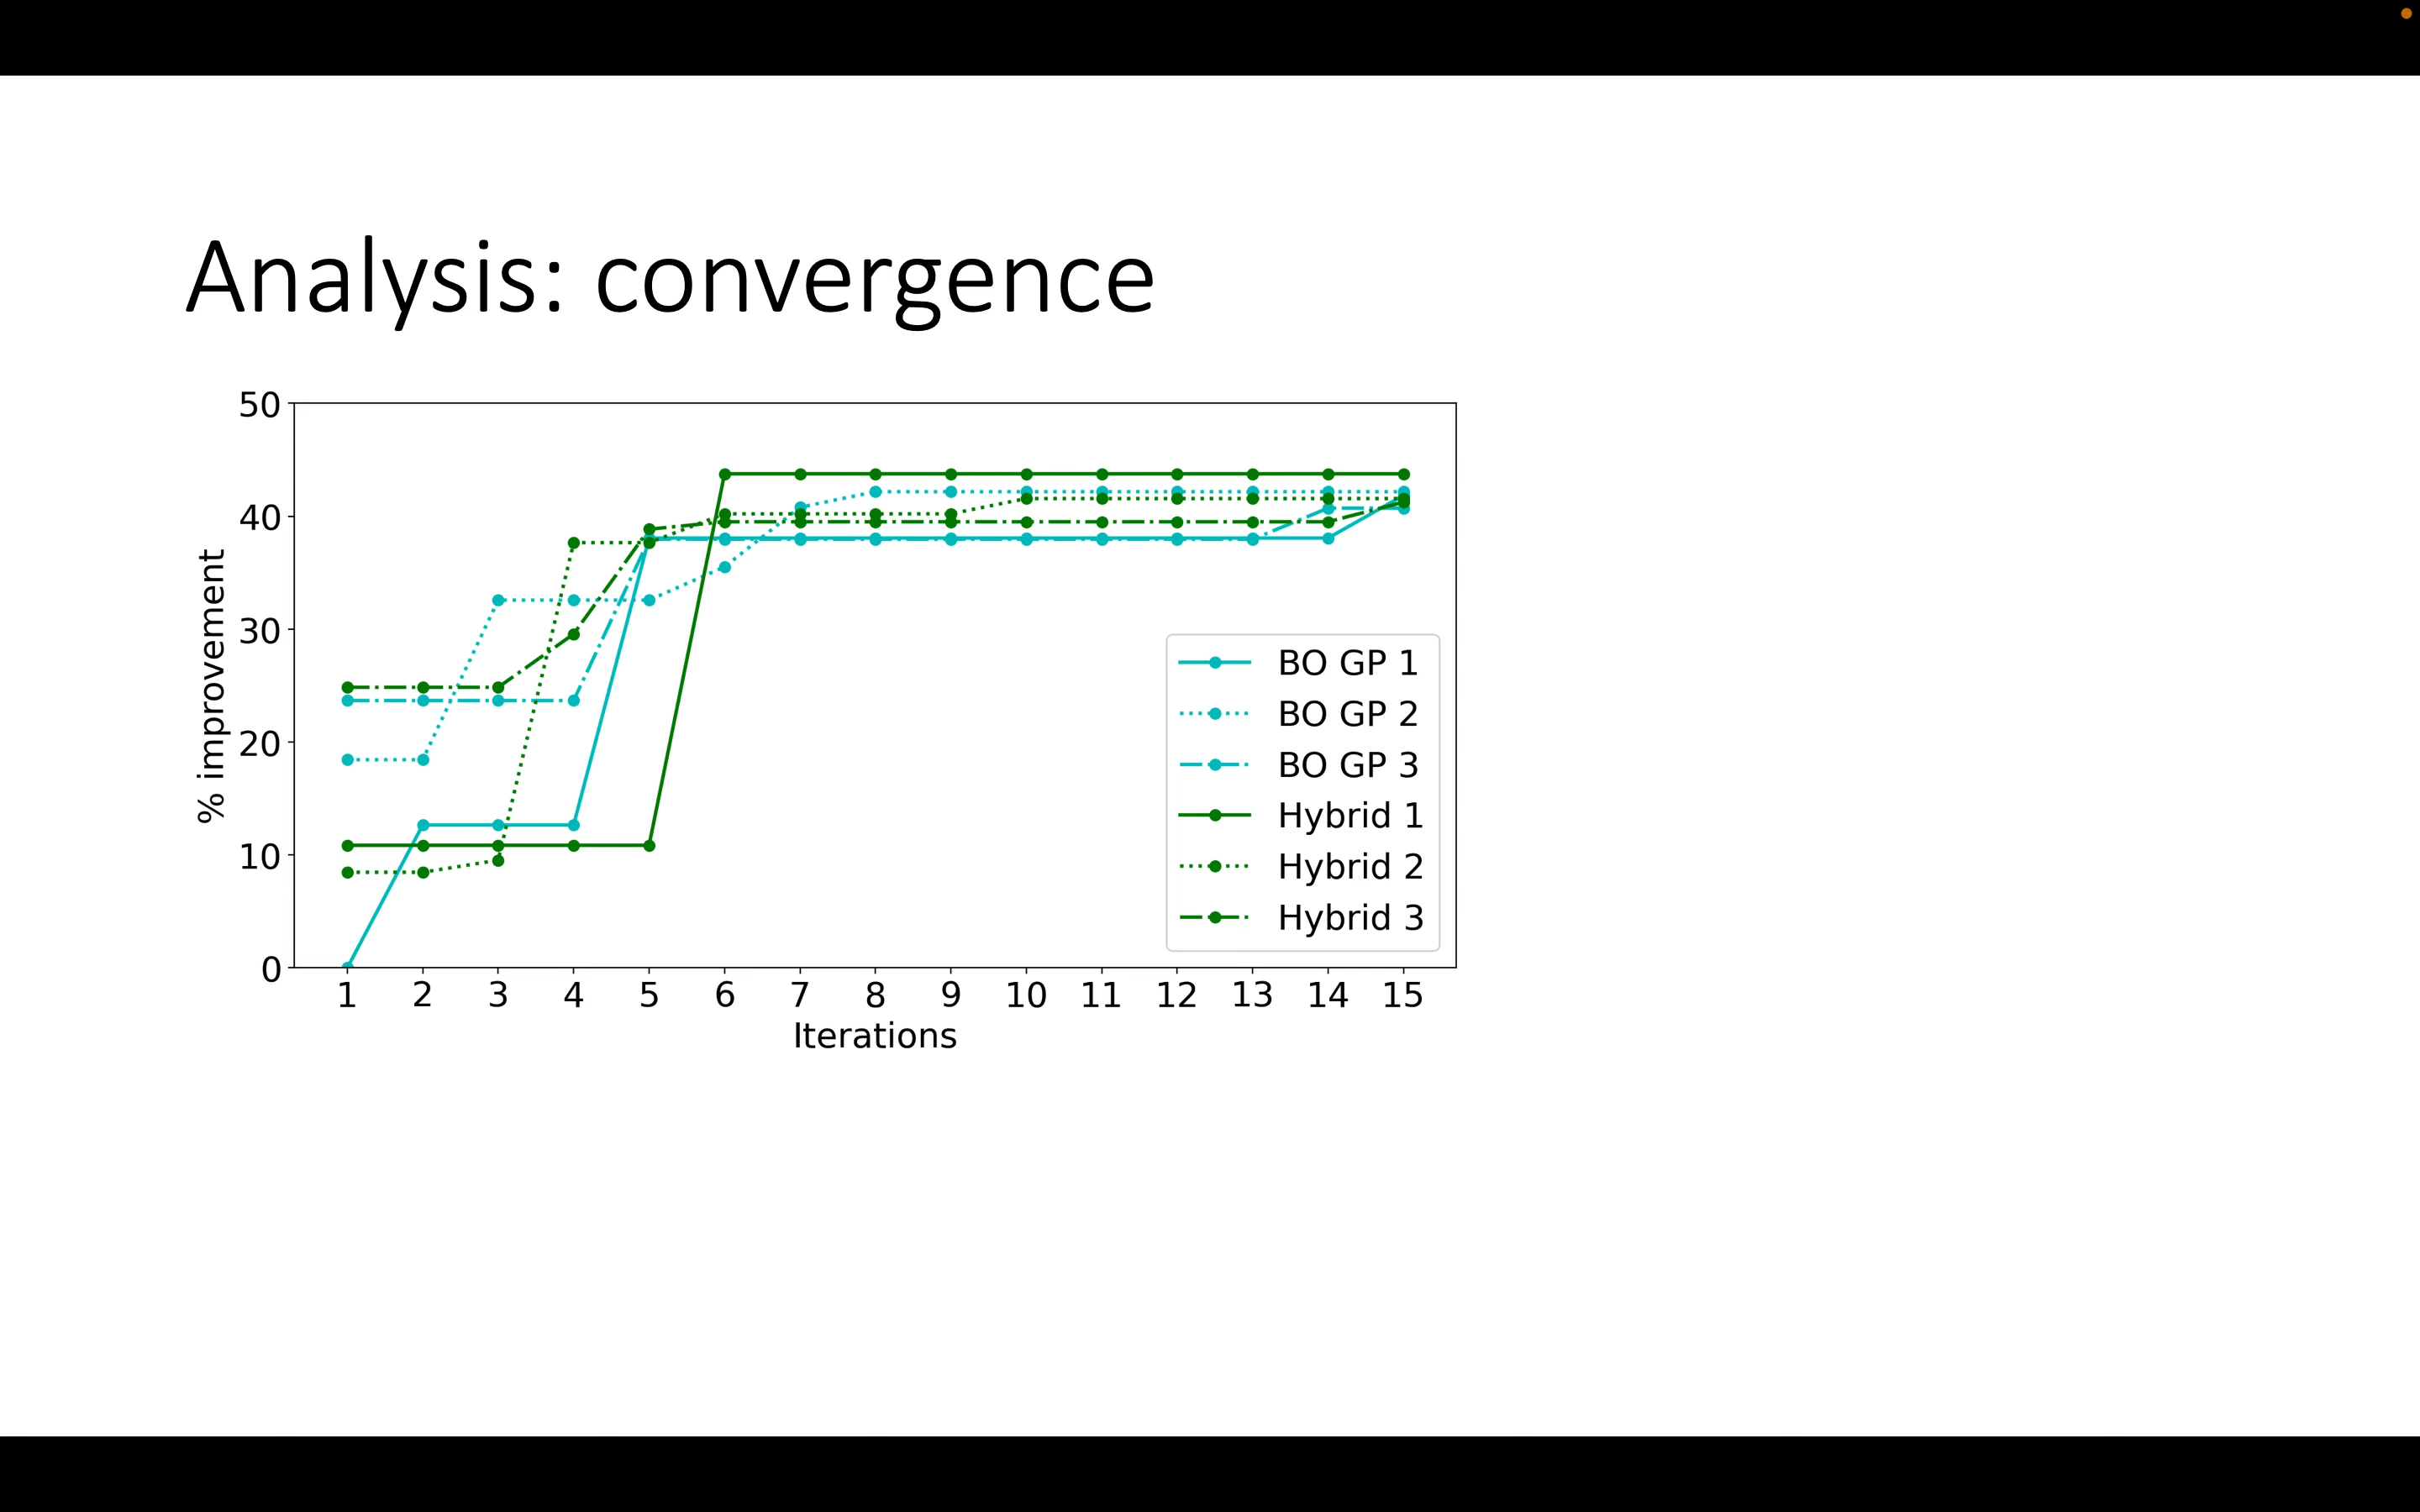 Analysis: convergence
50
40
30
20
10
0
% improvement
1 2 3 4 5 6 7 8 9 10 11 12 13 14 15
Iterations
BO GP 1
BO GP 2
BO GP 3
Hybrid 1
Hybrid 2
Hybrid 3